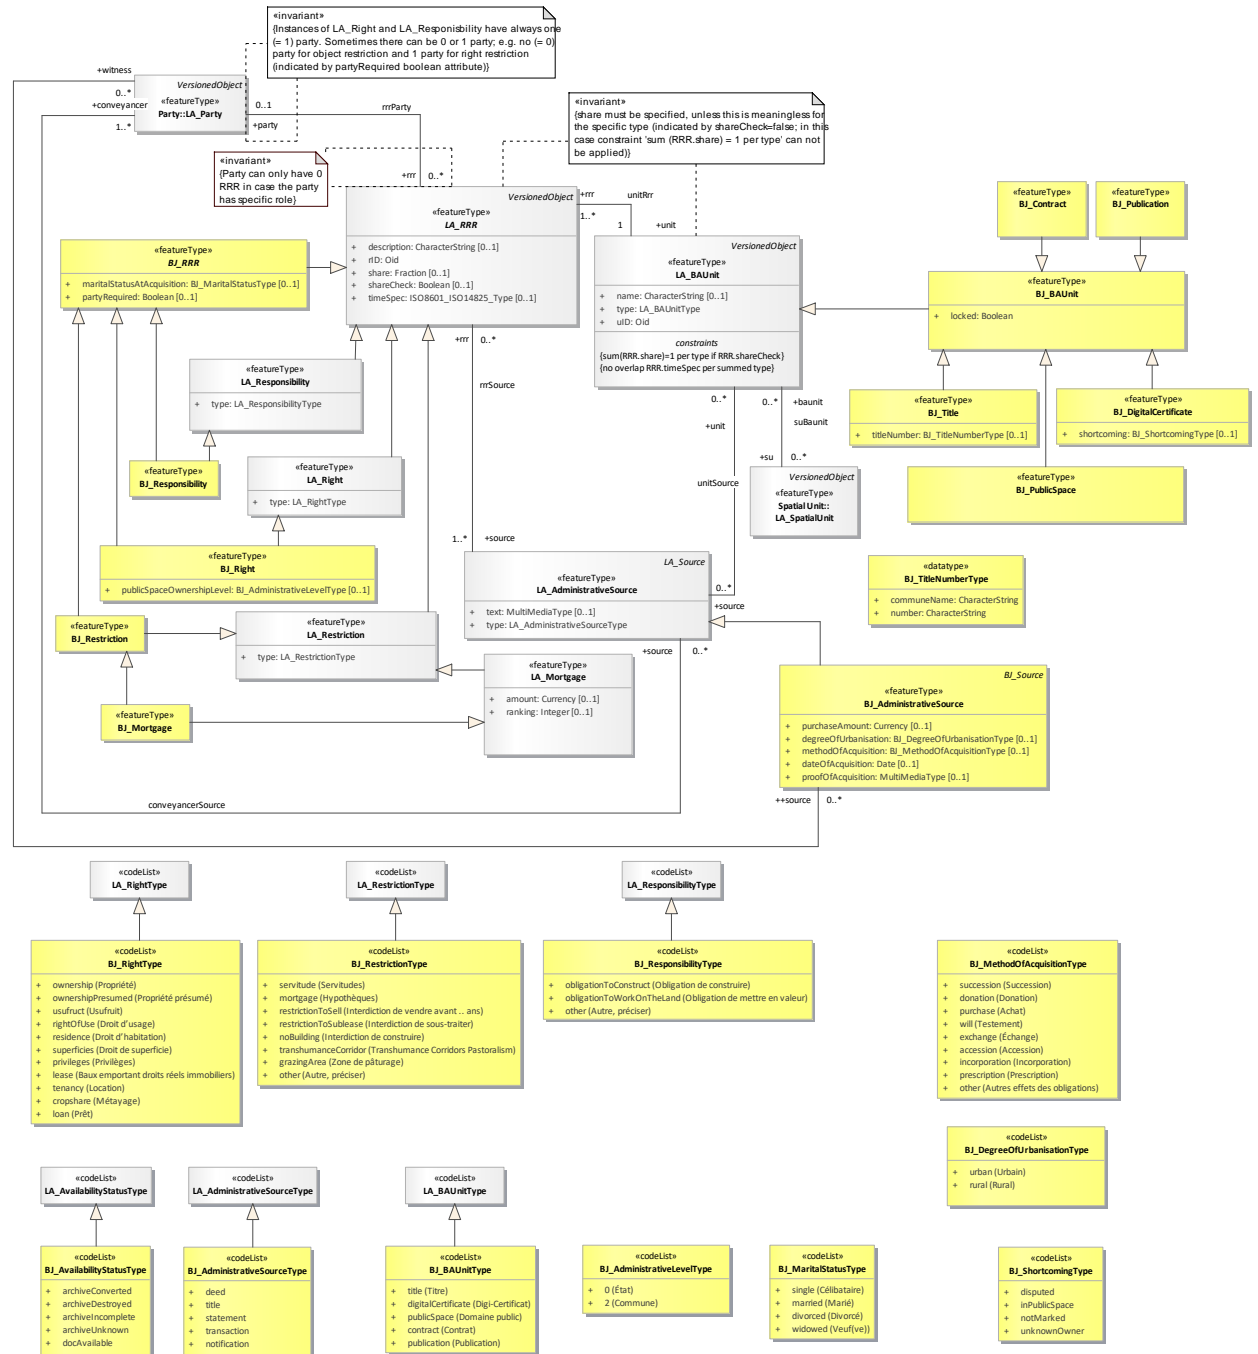 «invariant»
{Instances of LA_Right and LA_Responisbility have always one
(= 1) party. Sometimes there can be 0 or 1 party; e.g. no (= 0)
party for object restriction and 1 party for right restriction
(indicated by partyRequired boolean attribute)}
+witness
0..*
+conveyancer
1..*
VersionedObject
«featureType»
Party::LA_Party
0..1
+party
rrrParty
«invariant»
{share must be specified, unless this is meaningless for
the specific type (indicated by shareCheck=false; in this
case constraint 'sum (RRR.share) = 1 per type' can not
be applied)}
«invariant»
{Party can only have 0
RRR in case the party
has specific role}
+rrr
0..*
VersionedObject
«featureType»
LA_RRR
+ description: CharacterString [0..1]
+ rID: Oid
+ share: Fraction [0..1]
+ shareCheck: Boolean [0..1]
+ timeSpec: ISO8601_ISO14825_Type [0..1]
+rrr
1..*
unitRrr
1
+unit
VersionedObject
«featureType»
LA_BAUnit
+ name: CharacterString [0..1]
+ type: LA_BAUnitType
+ uID: Oid
constraints
{sum(RRR.share)=1 per type if RRR.shareCheck}
{no overlap RRR.timeSpec per summed type}
«featureType»
BJ_Contract
«featureType»
BJ_Publication
«featureType»
BJ_BAUnit
+ locked: Boolean
«featureType»
BJ_RRR
+ maritalStatusAtAcquisition: BJ_MaritalStatusType [0..1]
+ partyRequired: Boolean [0..1]
+rrr
0..*
rrrSource
«featureType»
LA_Responsibility
+ type: LA_ResponsibilityType
0..*
+unit
0..*
+baunit
suBaunit
«featureType»
BJ_Title
+ titleNumber: BJ_TitleNumberType [0..1]
«featureType»
BJ_DigitalCertificate
+ shortcoming: BJ_ShortcomingType [0..1]
«featureType»
BJ_Responsibility
«featureType»
LA_Right
+ type: LA_RightType
+su
0..*
unitSource
VersionedObject
«featureType»
Spatial Unit::
LA_SpatialUnit
«featureType»
BJ_PublicSpace
1..*
+source
«featureType»
BJ_Right
+ publicSpaceOwnershipLevel: BJ_AdministrativeLevelType [0..1]
LA_Source
«featureType»
LA_AdministrativeSource
+ text: MultiMediaType [0..1]
+ type: LA_AdministrativeSourceType
0..*
+source
«datatype»
BJ_TitleNumberType
+ communeName: CharacterString
+ number: CharacterString
«featureType»
BJ_Restriction
«featureType»
LA_Restriction
+ type: LA_RestrictionType
+source
0..*
«featureType»
LA_Mortgage
+ amount: Currency [0..1]
+ ranking: Integer [0..1]
BJ_Source
«featureType»
BJ_AdministrativeSource
+ purchaseAmount: Currency [0..1]
+ degreeOfUrbanisation: BJ_DegreeOfUrbanisationType [0..1]
+ methodOfAcquisition: BJ_MethodOfAcquisitionType [0..1]
+ dateOfAcquisition: Date [0..1]
+ proofOfAcquisition: MultiMediaType [0..1]
«featureType»
BJ_Mortgage
conveyancerSource
++source
0..*
«codeList»
LA_RightType
«codeList»
LA_RestrictionType
«codeList»
LA_ResponsibilityType
«codeList»
BJ_RightType
+ ownership (Propriété)
+ ownershipPresumed (Propriété présumé)
+ usufruct (Usufruit)
+ rightOfUse (Droit d'usage)
+ residence (Droit d'habitation)
+ superficies (Droit de superficie)
+ privileges (Privilèges)
+ lease (Baux emportant droits réels immobiliers)
+ tenancy (Location)
+ cropshare (Métayage)
+ loan (Prêt)
«codeList»
BJ_RestrictionType
+ servitude (Servitudes)
+ mortgage (Hypothèques)
+ restrictionToSell (Interdiction de vendre avant .. ans)
+ restrictionToSublease (Interdiction de sous-traiter)
+ noBuilding (Interdiction de construire)
+ transhumanceCorridor (Transhumance Corridors Pastoralism)
+ grazingArea (Zone de pâturage)
+ other (Autre, préciser)
«codeList»
BJ_ResponsibilityType
+ obligationToConstruct (Obligation de construire)
+ obligationToWorkOnTheLand (Obligation de mettre en valeur)
+ other (Autre, préciser)
«codeList»
BJ_MethodOfAcquisitionType
+ succession (Succession)
+ donation (Donation)
+ purchase (Achat)
+ will (Testement)
+ exchange (Échange)
+ accession (Accession)
+ incorporation (Incorporation)
+ prescription (Prescription)
+ other (Autres effets des obligations)
«codeList»
BJ_DegreeOfUrbanisationType
+ urban (Urbain)
+ rural (Rural)
«codeList»
LA_AvailabilityStatusType
«codeList»
LA_AdministrativeSourceType
«codeList»
LA_BAUnitType
«codeList»
BJ_AvailabilityStatusType
+ archiveConverted
+ archiveDestroyed
+ archiveIncomplete
+ archiveUnknown
+ docAvailable
«codeList»
BJ_AdministrativeSourceType
+ deed
+ title
+ statement
+ transaction
+ notification
«codeList»
BJ_BAUnitType
+ title (Titre)
+ digitalCertificate (Digi-Certificat)
+ publicSpace (Domaine public)
+ contract (Contrat)
+ publication (Publication)
«codeList»
BJ_AdministrativeLevelType
+ 0 (État)
+ 2 (Commune)
«codeList»
BJ_MaritalStatusType
+ single (Célibataire)
+ married (Marié)
+ divorced (Divorcé)
+ widowed (Veuf(ve))
«codeList»
BJ_ShortcomingType
+ disputed
+ inPublicSpace
+ notMarked
+ unknownOwner